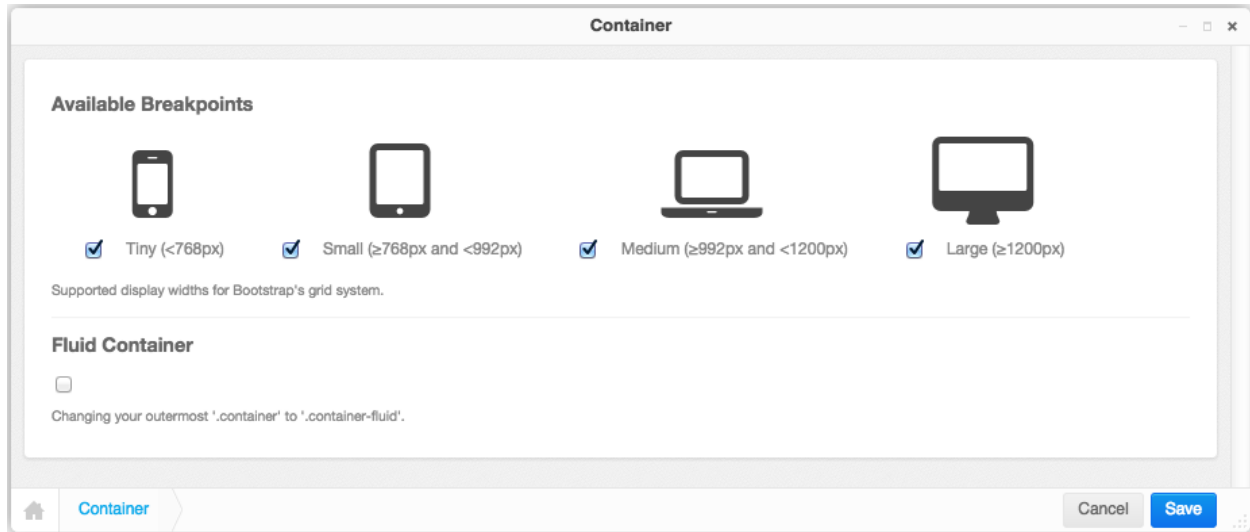 Container
Available Breakpoints
Tiny (<768px) Small (≥768px and <992px) Medium (≥992px and <1200px) Large (≥1200px)
Supported display widths for Bootstrap's grid system.
Fluid Container
Changing your outermost '.container' to '.container-fluid'.
Container Cancel Save